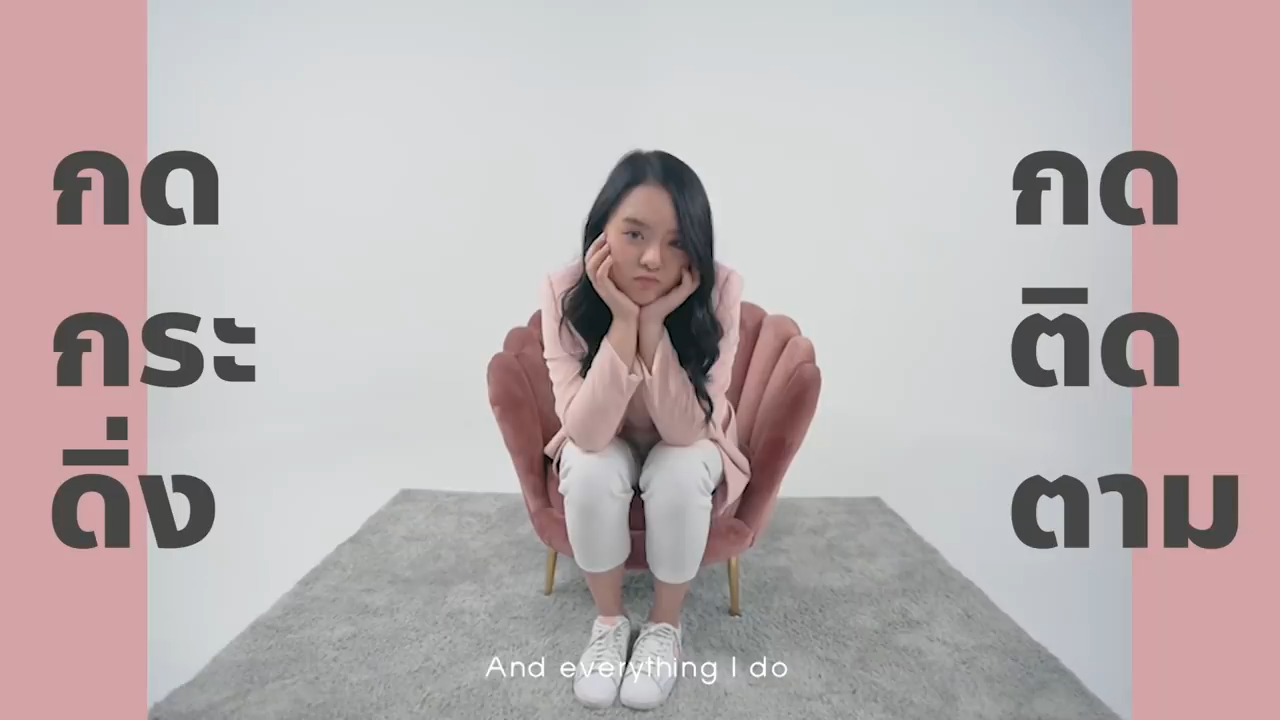 กด
กระ
ดิ่ง
กด
ติด
ตาม
And everything I do